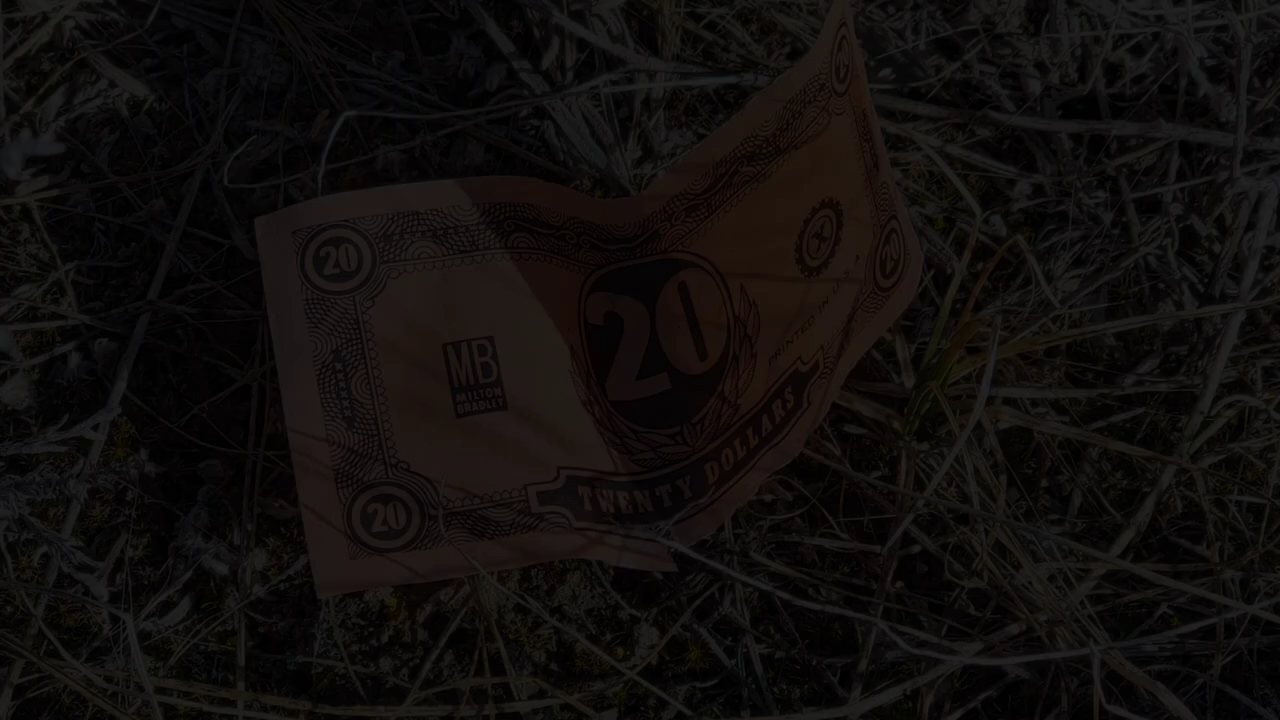 20
20
MB
MILTON
BRADLEY
20
PRINTED IN U.S.A.
TWENTY DOLLARS
20